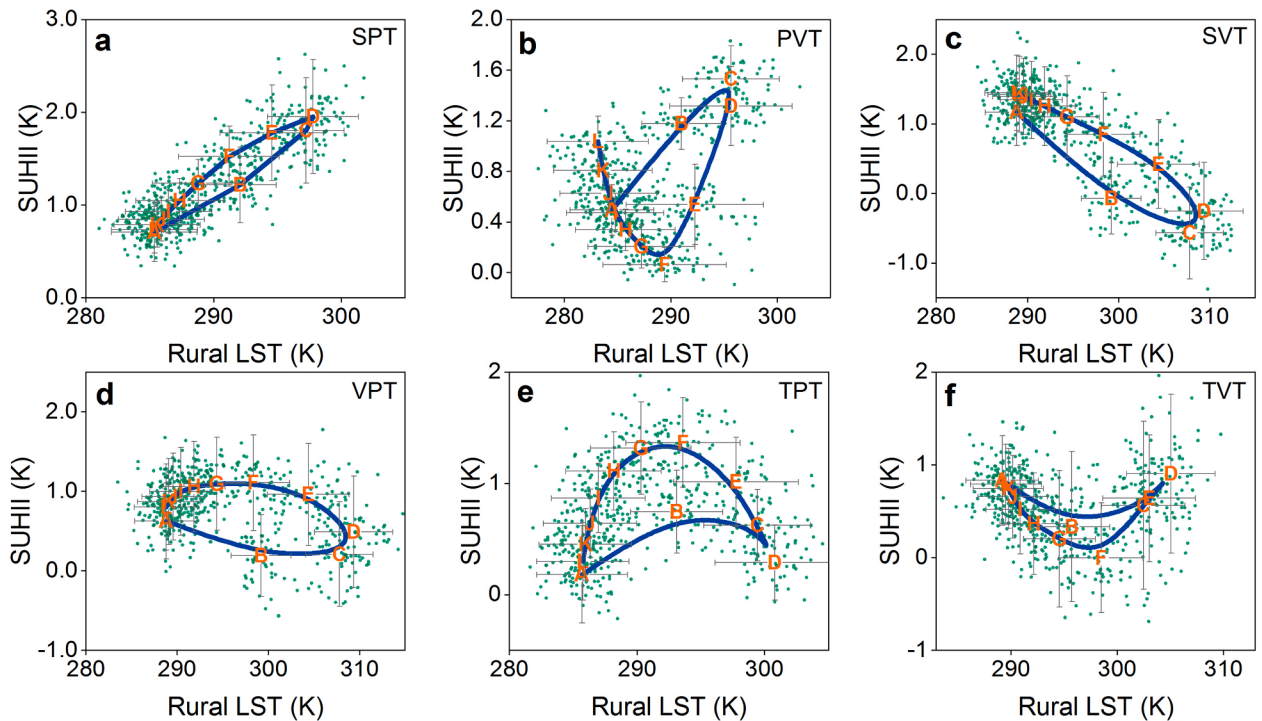 a
SPT
3.0
2.0
1.0
0.0
SUHII (K)
280
290
300
Rural LST (K)
A
B
C
D
E
F
G
H
b
PVT
2.0
1.6
1.2
0.8
0.4
0.0
SUHII (K)
280
290
300
Rural LST (K)
A
B
C
D
E
F
G
H
I
K
L
c
SVT
2.0
1.0
0.0
-1.0
SUHII (K)
280
290
300
310
Rural LST (K)
A
B
C
D
E
F
G
H
I
d
VPT
2.0
1.0
0.0
-1.0
SUHII (K)
280
290
300
310
Rural LST (K)
A
B
C
D
E
F
G
H
I
e
TPT
2
1
0
SUHII (K)
280
290
300
Rural LST (K)
A
B
C
D
E
F
G
H
I
J
K
L
f
TVT
2
1
0
-1
SUHII (K)
290
300
310
Rural LST (K)
A
B
C
D
E
F
G
H
I